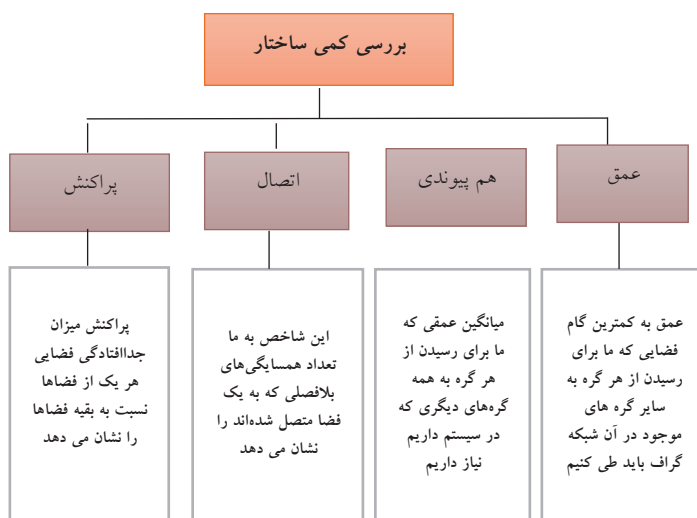 بررسی کمی ساختار
عمق
هم پیوندی
اتصال
پراکنش
عمق به کمترین گام
فضایی که ما برای
رسیدن از هر گره به
سایر گره های
موجود در آن شبکه
گراف باید طی کنیم
میانگین عمقی که
ما برای رسیدن از
هر گره به همه
گره‌های دیگری که
در سیستم داریم
نیاز داریم
این شاخص به ما
تعداد همسایگی‌های
بلافصلی که به یک
فضا متصل شده‌اند را
نشان می دهد
پراکنش میزان
جداافتادگی فضایی
هر یک از فضاها
نسبت به بقیه فضاها
را نشان می دهد